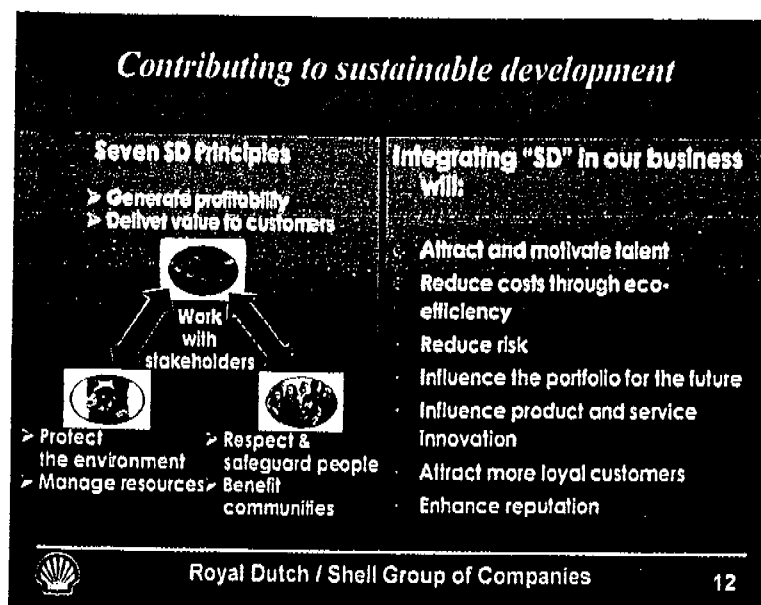 Contributing to sustainable development
Seven SD Principles
➢ Generate profitability
➢ Deliver value to customers
Work
with
stakeholders
➢ Protect
the environment
➢ Manage resources
➢ Respect &
safeguard people
➢ Benefit
communities
Integrating "SD" in our business
will:
· Attract and motivate talent
· Reduce costs through eco-
efficiency
· Reduce risk
· Influence the portfolio for the future
· Influence product and service
innovation
· Attract more loyal customers
· Enhance reputation
Royal Dutch / Shell Group of Companies
12